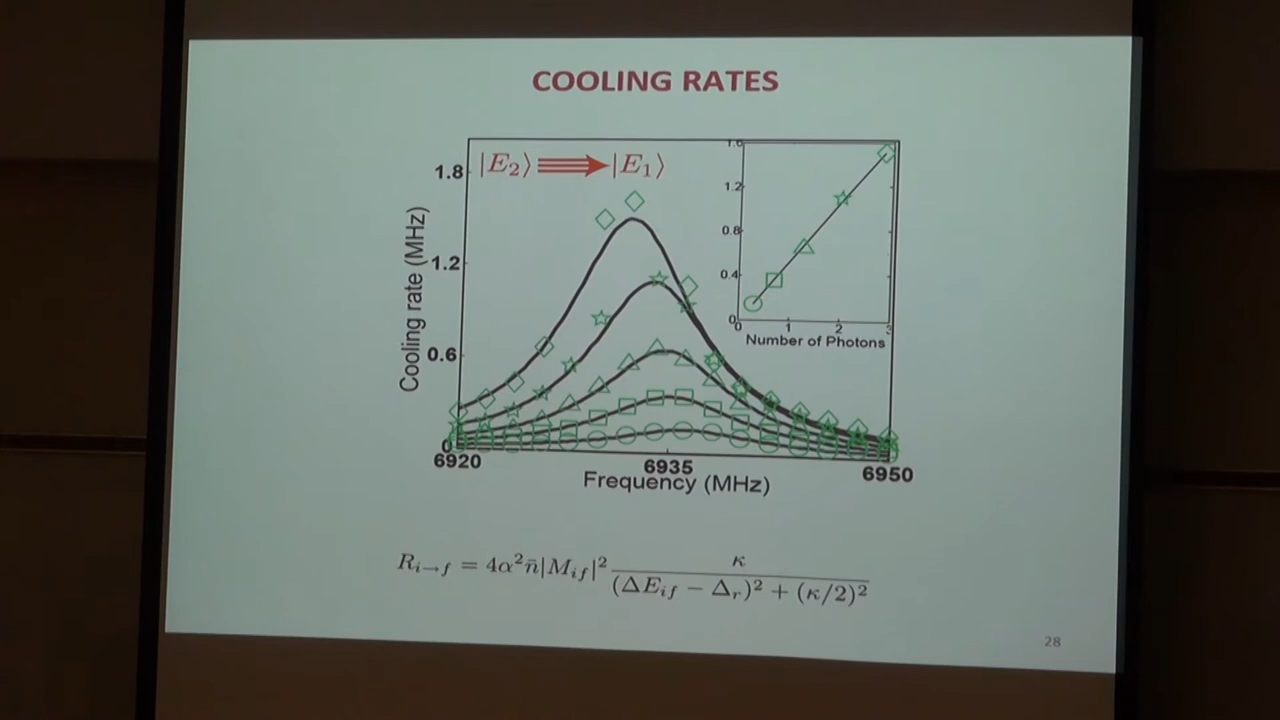 COOLING RATES
|E₂⟩ ⟹ |E₁⟩
Cooling rate (MHz)
1.8
1.2
0.6
0
6920
6935
6950
Frequency (MHz)
1.6
1.2
0.8
0.4
0
0
1
2
3
Number of Photons
R_{i→f} = 4α²n̄|M_{if}|² κ / ((ΔE_{if} − Δ_r)² + (κ/2)²)
28